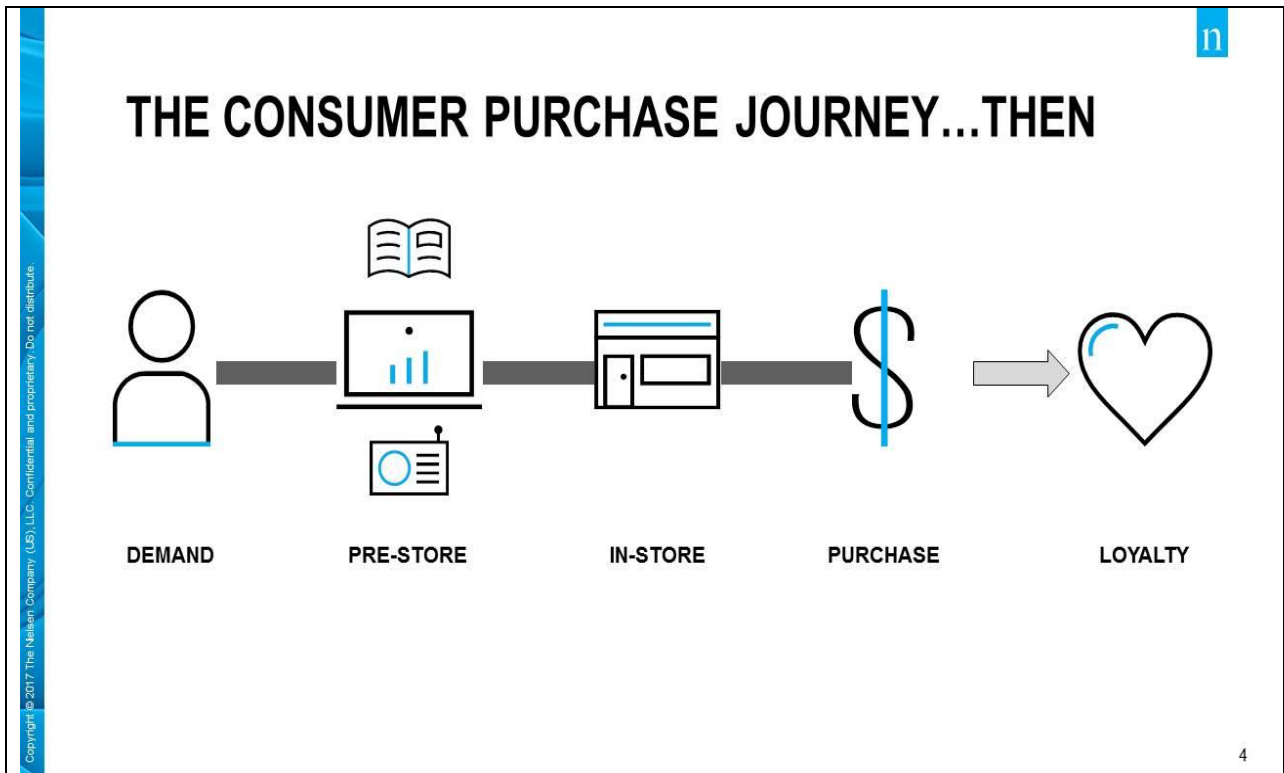 n
THE CONSUMER PURCHASE JOURNEY…THEN
DEMAND
PRE-STORE
IN-STORE
PURCHASE
LOYALTY
Copyright © 2017 The Nielsen Company (US), LLC. Confidential and proprietary. Do not distribute.
4